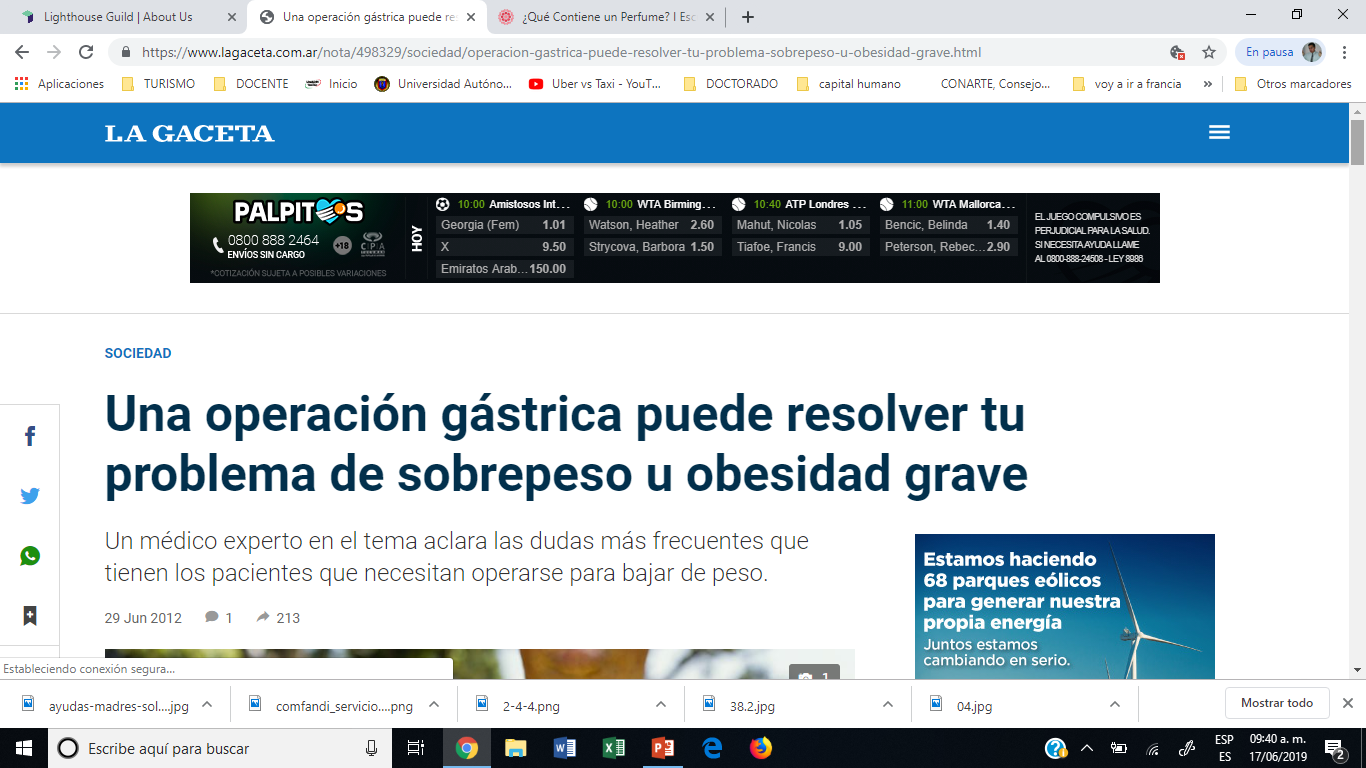 Lighthouse Guild | About Us
Una operación gástrica puede res
¿Qué Contiene un Perfume? I Esc
https://www.lagaceta.com.ar/nota/498329/sociedad/operacion-gastrica-puede-resolver-tu-problema-sobrepeso-u-obesidad-grave.html
En pausa
Aplicaciones
TURISMO
DOCENTE
Inicio
Universidad Autóno...
Uber vs Taxi - YouT...
DOCTORADO
capital humano
CONARTE, Consejo...
voy a ir a francia
»
Otros marcadores
LA GACETA
PALPITOS
0800 888 2464
ENVÍOS SIN CARGO
+18
CPA
*COTIZACIÓN SUJETA A POSIBLES VARIACIONES
HOY
10:00 Amistosos Int...
Georgia (Fem) 1.01
X 9.50
Emiratos Arab... 150.00
10:00 WTA Birming...
Watson, Heather 2.60
Strycova, Barbora 1.50
10:40 ATP Londres ...
Mahut, Nicolas 1.05
Tiafoe, Francis 9.00
11:00 WTA Mallorca...
Bencic, Belinda 1.40
Peterson, Rebec... 2.90
EL JUEGO COMPULSIVO ES
PERJUDICIAL PARA LA SALUD.
SI NECESITA AYUDA LLAME
AL 0800-888-24508 - LEY 8986
SOCIEDAD
Una operación gástrica puede resolver tu
problema de sobrepeso u obesidad grave
Un médico experto en el tema aclara las dudas más frecuentes que
tienen los pacientes que necesitan operarse para bajar de peso.
29 Jun 2012 1 213
1
Estamos haciendo
68 parques eólicos
para generar nuestra
propia energía
Juntos estamos
cambiando en serio.
Estableciendo conexión segura...
ayudas-madres-sol....jpg
comfandi_servicio....png
2-4-4.png
38.2.jpg
04.jpg
Mostrar todo
Escribe aquí para buscar
ESP
ES
09:40 a. m.
17/06/2019
2